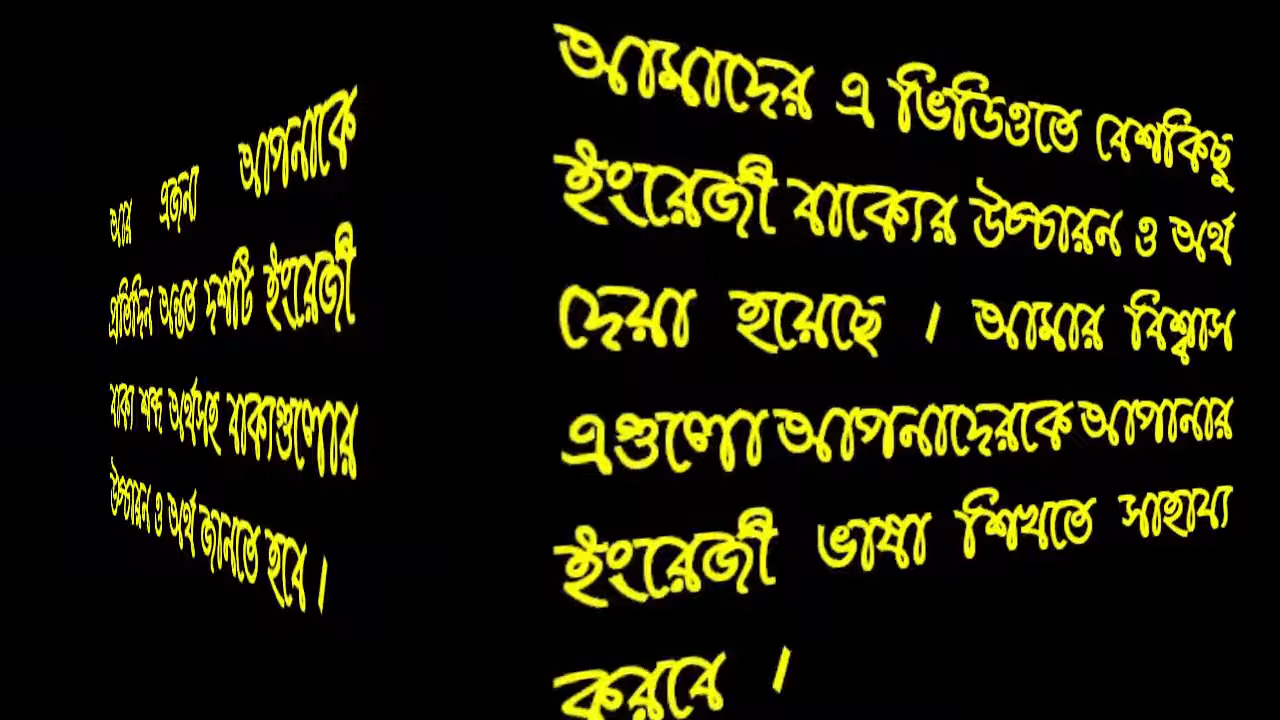 আর এজন্য আপনাকে
প্রতিদিন অন্তত দশটি ইংরেজী
বাক্য শব্দ অর্থসহ বাক্যগুলোর
উচ্চারন ও অর্থ জানতে হবে ।
আমাদের এ ভিডিওতে বেশকিছু
ইংরেজী বাক্যের উচ্চারন ও অর্থ
দেয়া হয়েছে । আমার বিশ্বাস
এগুলো আপনাদেরকে আপানার
ইংরেজী ভাষা শিখতে সাহায্য
করবে ।